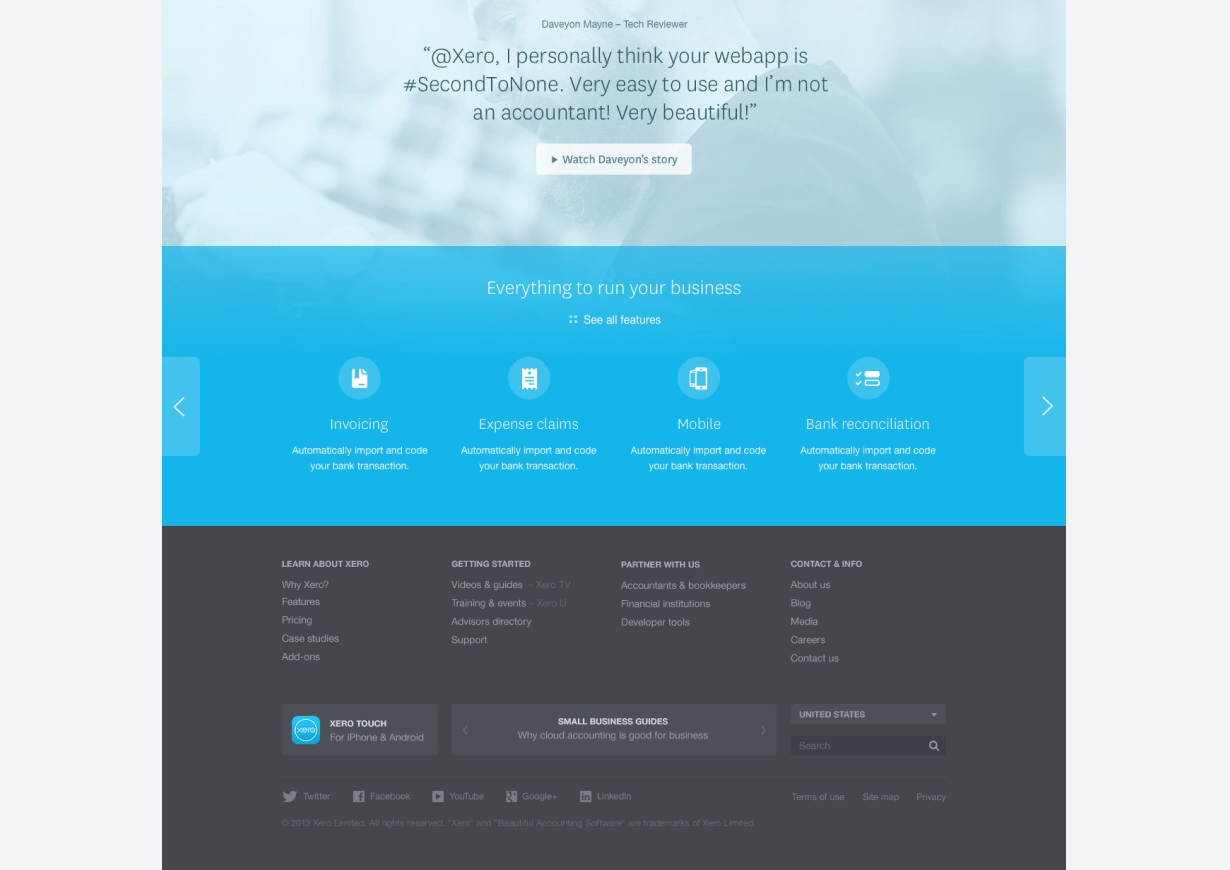 Daveyon Mayne – Tech Reviewer
“@Xero, I personally think your webapp is
#SecondToNone. Very easy to use and I’m not
an accountant! Very beautiful!”
Watch Daveyon’s story
Everything to run your business
See all features
Invoicing
Automatically import and code
your bank transaction.
Expense claims
Automatically import and code
your bank transaction.
Mobile
Automatically import and code
your bank transaction.
Bank reconciliation
Automatically import and code
your bank transaction.
LEARN ABOUT XERO
Why Xero?
Features
Pricing
Case studies
Add-ons
GETTING STARTED
Videos & guides – Xero TV
Training & events – Xero U
Advisors directory
Support
PARTNER WITH US
Accountants & bookkeepers
Financial institutions
Developer tools
CONTACT & INFO
About us
Blog
Media
Careers
Contact us
xero
XERO TOUCH
For iPhone & Android
SMALL BUSINESS GUIDES
Why cloud accounting is good for business
UNITED STATES
Search
Twitter
Facebook
YouTube
Google+
LinkedIn
Terms of use
Site map
Privacy
© 2013 Xero Limited. All rights reserved. "Xero" and "Beautiful Accounting Software" are trademarks of Xero Limited.